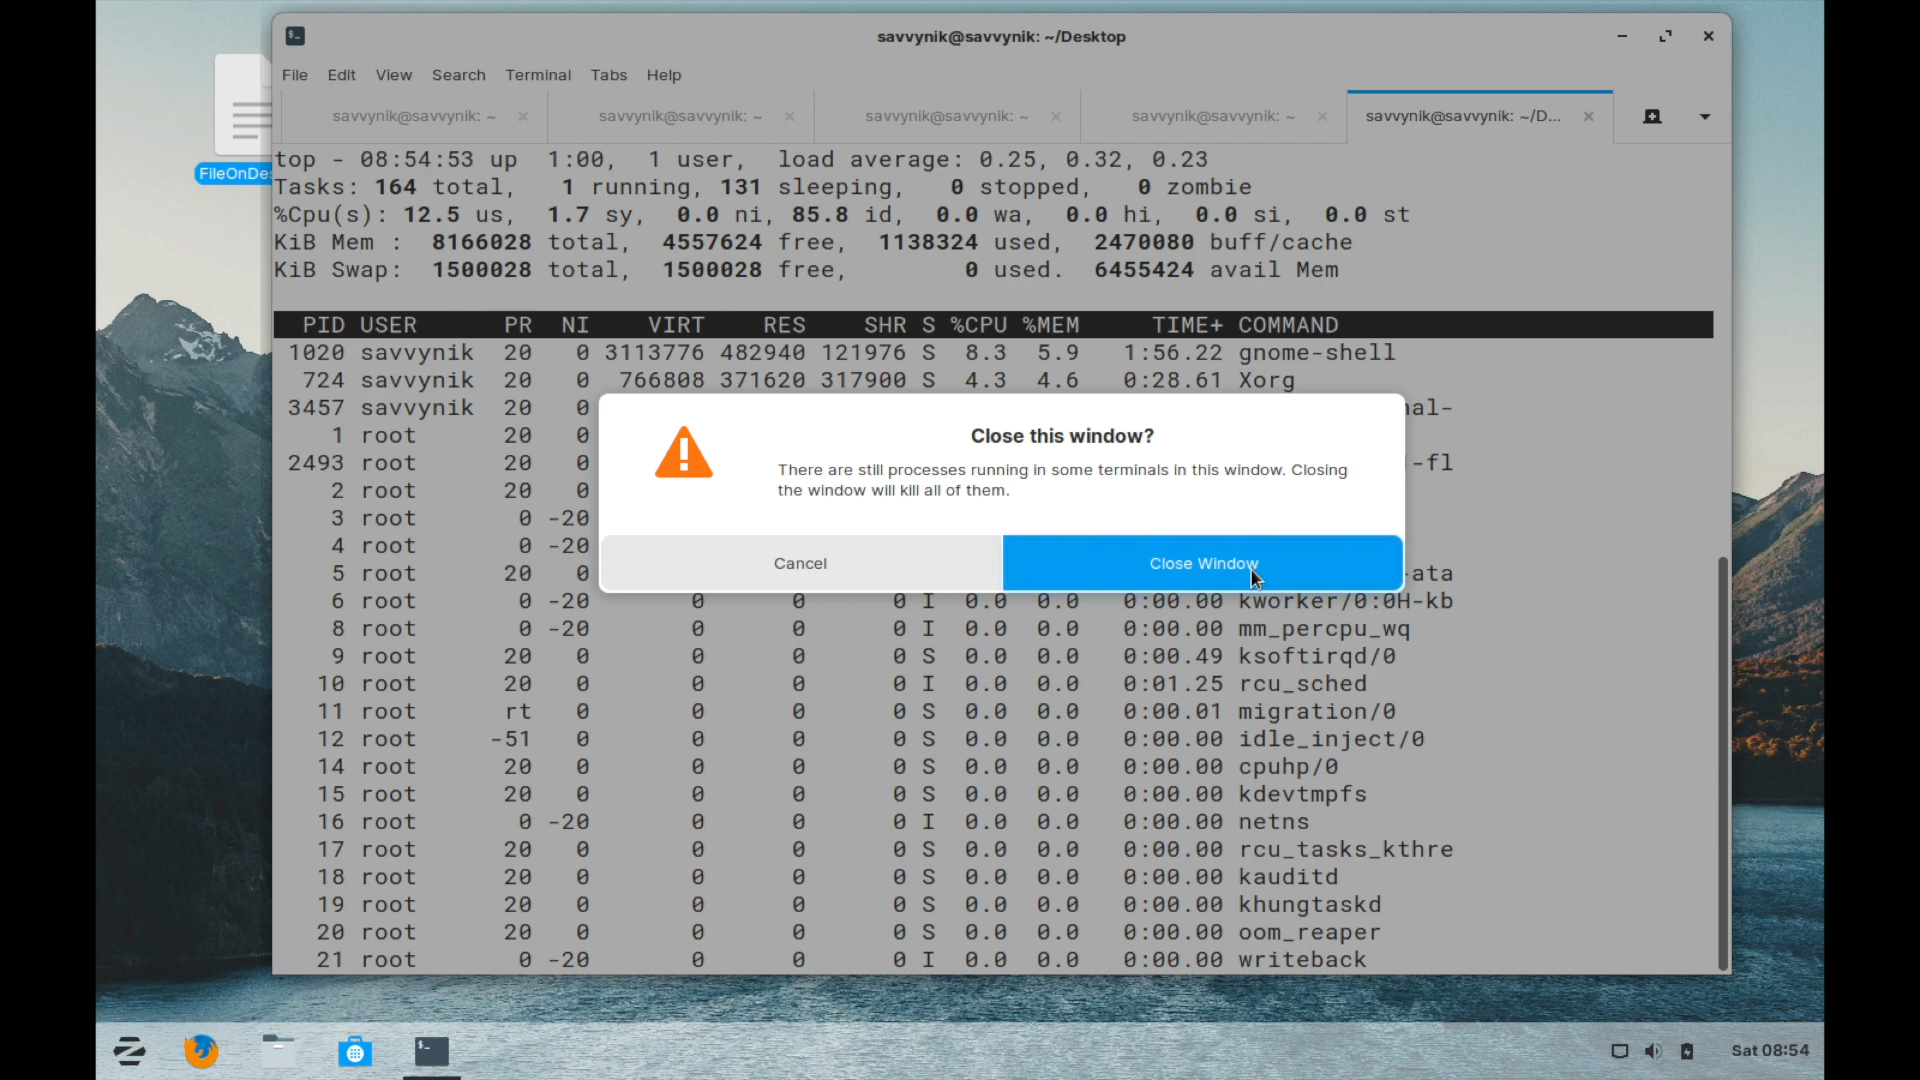 savvynik@savvynik: ~/Desktop
File Edit View Search Terminal Tabs Help
savvynik@savvynik: ~ savvynik@savvynik: ~ savvynik@savvynik: ~ savvynik@savvynik: ~ savvynik@savvynik: ~/D...
FileOnDes
top - 08:54:53 up  1:00,  1 user,  load average: 0.25, 0.32, 0.23
Tasks: 164 total,   1 running, 131 sleeping,   0 stopped,   0 zombie
%Cpu(s): 12.5 us,  1.7 sy,  0.0 ni, 85.8 id,  0.0 wa,  0.0 hi,  0.0 si,  0.0 st
KiB Mem :  8166028 total,  4557624 free,  1138324 used,  2470080 buff/cache
KiB Swap:  1500028 total,  1500028 free,        0 used.  6455424 avail Mem
PID USER PR NI VIRT RES SHR S %CPU %MEM TIME+ COMMAND
1020 savvynik 20 0 3113776 482940 121976 S 8.3 5.9 1:56.22 gnome-shell
724 savvynik 20 0 766808 371620 317900 S 4.3 4.6 0:28.61 Xorg
3457 savvynik 20 0 nal-
1 root 20 0
2493 root 20 0 -fl
2 root 20 0
3 root 0 -20
4 root 0 -20
5 root 20 0 -ata
Close this window?
There are still processes running in some terminals in this window. Closing
the window will kill all of them.
Cancel Close Window
6 root 0 -20 0 0 0 I 0.0 0.0 0:00.00 kworker/0:0H-kb
8 root 0 -20 0 0 0 I 0.0 0.0 0:00.00 mm_percpu_wq
9 root 20 0 0 0 0 S 0.0 0.0 0:00.49 ksoftirqd/0
10 root 20 0 0 0 0 I 0.0 0.0 0:01.25 rcu_sched
11 root rt 0 0 0 0 S 0.0 0.0 0:00.01 migration/0
12 root -51 0 0 0 0 S 0.0 0.0 0:00.00 idle_inject/0
14 root 20 0 0 0 0 S 0.0 0.0 0:00.00 cpuhp/0
15 root 20 0 0 0 0 S 0.0 0.0 0:00.00 kdevtmpfs
16 root 0 -20 0 0 0 I 0.0 0.0 0:00.00 netns
17 root 20 0 0 0 0 S 0.0 0.0 0:00.00 rcu_tasks_kthre
18 root 20 0 0 0 0 S 0.0 0.0 0:00.00 kauditd
19 root 20 0 0 0 0 S 0.0 0.0 0:00.00 khungtaskd
20 root 20 0 0 0 0 S 0.0 0.0 0:00.00 oom_reaper
21 root 0 -20 0 0 0 I 0.0 0.0 0:00.00 writeback
Sat 08:54